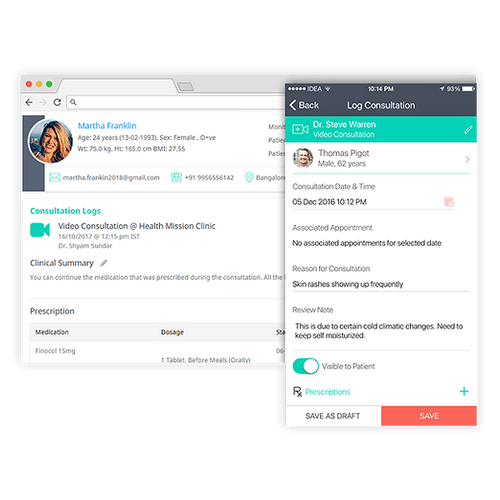 Martha Franklin
Age: 24 years (13-02-1993). Sex: Female . O+ve
Wt: 75.0 kg. Ht: 165.0 cm BMI: 27.55
Patie
Patie
martha.frankin2018@gmail.com
+91 9956556142
Bangalor
Consultation Logs
Video Consultation @ Health Mission Clinic
16/10/2017 @ 12:15 pm IST
Dr. Shyam Sundar
Clinical Summary
You can continue the medication that was prescribed during the consultation. All the
Prescription
Medication Dosage Sta
Finocol 15mg
1 Tablet. Before Meals (Orally)
IDEA 10:14 PM 93%
Back Log Consultation
Dr. Steve Warren
Video Consultation
Thomas Pigot
Male, 62 years
Consultation Date & Time
05 Dec 2016 10:12 PM
Associated Appointment
No associated appointments for selected date
Reason for Consultation
Skin rashes showing up frequently
Review Note
This is due to certain cold climatic changes. Need to
keep self moisturized.
Visible to Patient
Rx Prescriptions +
SAVE AS DRAFT SAVE